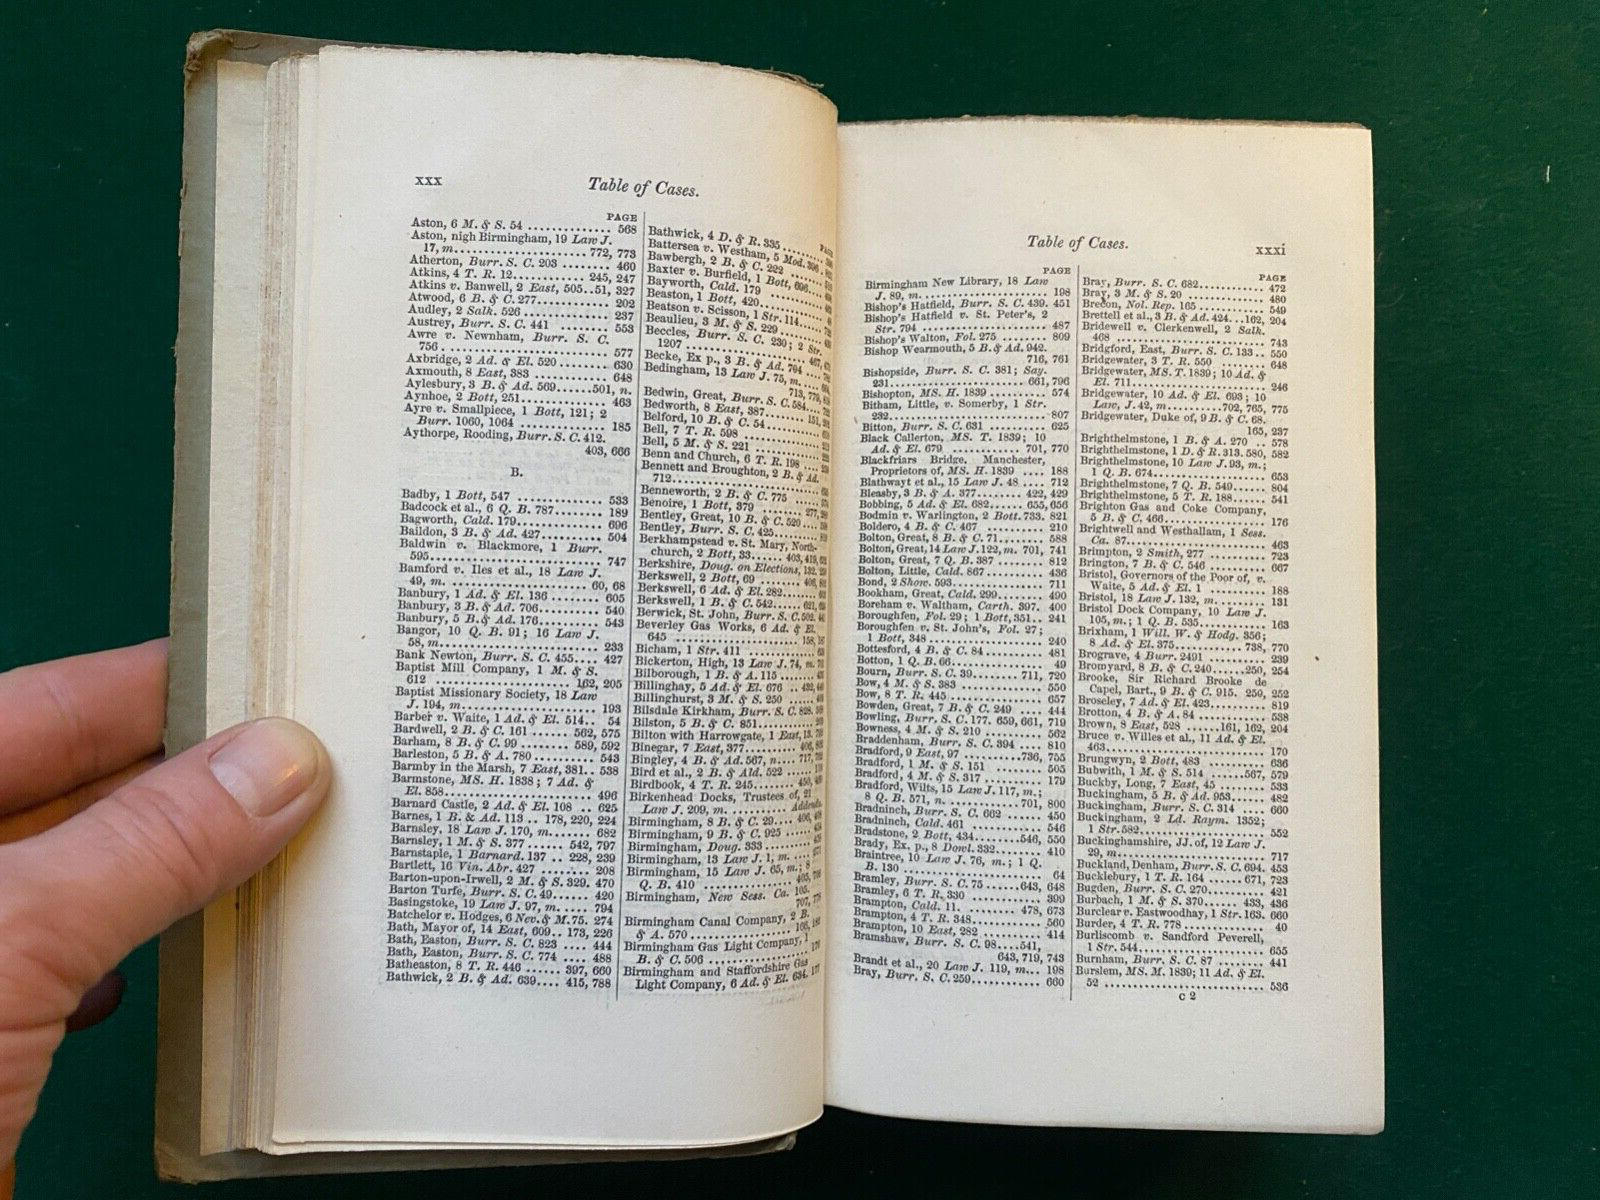 xxx
Table of Cases.
PAGE
Aston, 6 M. & S. 54 .............. 568
Aston, nigh Birmingham, 19 Law J.
17, m.................. 772, 773
Atherton, Burr. S. C. 203 ........ 460
Atkins, 4 T. R. 12............ 245, 247
Atkins v. Banwell, 2 East, 505..51, 327
Atwood, 6 B. & C. 277............ 202
Audley, 2 Salk. 526 .............. 237
Austrey, Burr. S. C. 441 ........ 553
Awre v. Newnham, Burr. S. C.
756 .......................... 577
Axbridge, 2 Ad. & El. 520 ........ 630
Axmouth, 8 East, 383 ............ 648
Aylesbury, 3 B. & Ad. 569.....501, n.
Aynhoe, 2 Bott, 251.............. 463
Ayre v. Smallpiece, 1 Bott, 121; 2
Burr. 1060, 1064 .............. 185
Aythorpe, Rooding, Burr. S. C. 412.
403, 666
B.
Badby, 1 Bott, 547 .............. 533
Badcock et al., 6 Q. B. 787........ 189
Bagworth, Cald. 179.............. 696
Baildon, 3 B. & Ad. 427.......... 504
Baldwin v. Blackmore, 1 Burr.
595.......................... 747
Bamford v. Iles et al., 18 Law J.
49, m. .................... 60, 68
Banbury, 1 Ad. & El. 136 ........ 605
Banbury, 3 B. & Ad. 706.......... 540
Banbury, 5 B. & Ad. 176.......... 543
Bangor, 10 Q. B. 91; 16 Law J.
58, m......................... 233
Bank Newton, Burr. S. C. 455.... 427
Baptist Mill Company, 1 M. & S.
612 ...................... 162, 205
Baptist Missionary Society, 18 Law
J. 194, m..................... 193
Barber v. Waite, 1 Ad. & El. 514.. 54
Bardwell, 2 B. & C. 161 ...... 562, 575
Barham, 8 B. & C. 99 ........ 589, 592
Barleston, 5 B. & A. 780.......... 543
Barmby in the Marsh, 7 East, 381.. 538
Barmstone, MS. H. 1838; 7 Ad. &
El. 858....................... 496
Barnard Castle, 2 Ad. & El. 108 .. 625
Barnes, 1 B. & Ad. 113 .. 178, 220, 224
Barnsley, 18 Law J. 170, m........ 682
Barnsley, 1 M. & S. 377 ...... 542, 797
Barnstaple, 1 Barnard. 137 .. 228, 239
Bartlett, 16 Vin. Abr. 427 ........ 208
Barton-upon-Irwell, 2 M. & S. 329. 470
Barton Turfe, Burr. S. C. 49...... 420
Basingstoke, 19 Law J. 97, m..... 794
Batchelor v. Hodges, 6 Nev. & M. 75. 274
Bath, Mayor of, 14 East, 609.. 173, 226
Bath, Easton, Burr. S. C. 823 .... 444
Bath, Easton, Burr. S. C. 774 .... 488
Batheaston, 8 T. R. 446 ...... 397, 660
Bathwick, 2 B. & Ad. 639.... 415, 788
Bathwick, 4 D. & R. 335 ........
Battersea v. Westham, 5 Mod. 396
Bawbergh, 2 B. & C. 222 ........
Baxter v. Burfield, 1 Bott, 696....
Bayworth, Cald. 179 ............
Beaston, 1 Bott, 420..............
Beatson v. Scisson, 1 Str. 114......
Beaulieu, 3 M. & S. 229 ..........
Beccles, Burr. S. C. 230; 2 Str.
1207 ....................
Becke, Ex p., 3 B. & Ad. 704 ....
Bedingham, 13 Law J. 75, m. ....
Bedwin, Great, Burr. S. C. 584....
Bedworth, 8 East, 387............
Belford, 10 B. & C. 54............
Bell, 7 T. R. 598 ................
Bell, 5 M. & S. 221 ..............
Benn and Church, 6 T. R. 198 ....
Bennett and Broughton, 2 B. & Ad.
712..........................
Benneworth, 2 B. & C. 775 ......
Benoire, 1 Bott, 379 ............
Bentley, Great, 10 B. & C. 520 ....
Bentley, Burr. S. C. 425..........
Berkhampstead v. St. Mary, North-
church, 2 Bott, 33......
Berkshire, Doug. on Elections, 132.
Berkswell, 2 Bott, 69 ............
Berkswell, 6 Ad. & El. 282........
Berkswell, 1 B. & C. 542..........
Berwick, St. John, Burr. S. C. 502.
Beverley Gas Works, 6 Ad. & El.
645 ..........................
Bicham, 1 Str. 411 ..............
Bickerton, High, 13 Law J. 74, m.
Bilborough, 1 B. & A. 115 ........
Billinghay, 5 Ad. & El. 676 ..
Billinghurst, 3 M. & S. 250 ......
Bilsdale Kirkham, Burr. S. C. 828.
Bilston, 5 B. & C. 851............
Bilton with Harrowgate, 1 East, 13.
Binegar, 7 East, 377..........
Bingley, 4 B. & Ad. 567, n....
Bird et al., 2 B. & Ald. 522 ......
Birdbrook, 4 T. R. 245........
Birkenhead Docks, Trustees of, 21
Law J. 209, m. ........ Addenda.
Birmingham, 8 B. & C. 29....
Birmingham, 9 B. & C. 925 ......
Birmingham, Doug. 333 ..........
Birmingham, 13 Law J. 1, m. ....
Birmingham, 15 Law J. 65, m.; 8
Q. B. 410 ................
Birmingham, New Sess. Ca. 105.
Birmingham Canal Company, 2 B.
& A. 570 ................
Birmingham Gas Light Company, 1
B. & C. 506 ..................
Birmingham and Staffordshire Gas
Light Company, 6 Ad. & El. 634. 177
Table of Cases.
xxxi
PAGE
Birmingham New Library, 18 Law
J. 89, m...................... 198
Bishop's Hatfield, Burr. S. C. 439. 451
Bishop's Hatfield v. St. Peter's, 2
Str. 794 ...................... 487
Bishop's Walton, Fol. 275 ........ 809
Bishop Wearmouth, 5 B. & Ad. 942.
716, 761
Bishopside, Burr. S. C. 381; Say.
231...................... 661, 796
Bishopton, MS. H. 1839 .......... 574
Bitham, Little, v. Somerby, 1 Str.
232.......................... 807
Bitton, Burr. S. C. 631 .......... 625
Black Callerton, MS. T. 1839; 10
Ad. & El. 679 ............ 701, 770
Blackfriars Bridge, Manchester,
Proprietors of, MS. H. 1839 .... 188
Blathwayt et al., 15 Law J. 48 .... 712
Bleasby, 3 B. & A. 377........ 422, 429
Bobbing, 5 Ad. & El. 682...... 655, 656
Bodmin v. Warlington, 2 Bott. 733. 821
Boldero, 4 B. & C. 467 .......... 210
Bolton, Great, 8 B. & C. 71........ 588
Bolton, Great, 14 Law J. 122, m. 701, 741
Bolton, Great, 7 Q. B. 387 ........ 812
Bolton, Little, Cald. 367 .......... 436
Bond, 2 Show. 593................ 711
Bookham, Great, Cald. 299........ 490
Boreham v. Waltham, Carth. 397. 400
Boroughfen, Fol. 29; 1 Bott, 351.. 241
Boroughfen v. St. John's, Fol. 27;
1 Bott, 348 .................... 240
Bottesford, 4 B. & C. 84 .......... 481
Botton, 1 Q. B. 66................ 49
Bourn, Burr. S. C. 39........ 711, 720
Bow, 4 M. & S. 383 .............. 550
Bow, 8 T. R. 445................ 657
Bowden, Great, 7 B. & C. 249 .... 444
Bowling, Burr. S. C. 177. 659, 661, 719
Bowness, 4 M. & S. 210 .......... 562
Braddenham, Burr. S. C. 394 .... 810
Bradford, 9 East, 97 .......... 736, 755
Bradford, 1 M. & S. 151 .......... 505
Bradford, 4 M. & S. 317 .......... 179
Bradford, Wilts, 15 Law J. 117, m.;
8 Q. B. 571, n. ............ 701, 800
Bradninch, Burr. S. C. 662 ...... 450
Bradninch, Cald. 461 ............ 546
Bradstone, 2 Bott, 434........ 546, 550
Brady, Ex p., 8 Dowl. 332 ........ 410
Braintree, 10 Law J. 76, m.; 1 Q.
B. 130 ........................ 64
Bramley, Burr. S. C. 75 ...... 643, 648
Bramley, 6 T. R. 330 ............ 399
Brampton, Cald. 11. ........ 478, 673
Brampton, 4 T. R. 348............ 560
Brampton, 10 East, 282 .......... 414
Bramshaw, Burr. S. C. 98....541,
643, 719, 743
Brandt et al., 20 Law J. 119, m... 198
Bray, Burr. S. C. 259............ 660
PAGE
Bray, Burr. S. C. 682............ 472
Bray, 3 M. & S. 20 .............. 480
Brecon, Nol. Rep. 165............ 549
Brettell et al., 3 B. & Ad. 424...162, 204
Bridewell v. Clerkenwell, 2 Salk.
468 .......................... 743
Bridgford, East, Burr. S. C. 133.. 550
Bridgewater, 3 T. R. 550 ........ 648
Bridgewater, MS. T. 1839; 10 Ad. &
El. 711........................ 246
Bridgewater, 10 Ad. & El. 693; 10
Law, J. 42, m........ 702, 765, 775
Bridgewater, Duke of, 9 B. & C. 68.
165, 237
Brighthelmstone, 1 B. & A. 270 .. 578
Brighthelmstone, 1 D. & R. 313. 580, 582
Brighthelmstone, 10 Law J. 93, m.;
1 Q. B. 674.................... 653
Brighthelmstone, 7 Q. B. 549...... 804
Brighthelmstone, 5 T. R. 188...... 541
Brighton Gas and Coke Company,
5 B. & C. 466.................. 176
Brightwell and Westhallam, 1 Sess.
Ca. 87........................ 463
Brimpton, 2 Smith, 277 .......... 723
Brington, 7 B. & C. 546 .......... 667
Bristol, Governors of the Poor of, v.
Waite, 5 Ad. & El. 1 .......... 188
Bristol, 18 Law J. 132, m......... 131
Bristol Dock Company, 10 Law J.
105, m.; 1 Q. B. 535............ 163
Brixham, 1 Will. W. & Hodg. 356;
8 Ad. & El. 375............ 738, 770
Brograve, 4 Burr. 2491 .......... 239
Bromyard, 8 B. & C. 240......250, 254
Brooke, Sir Richard Brooke de
Capel, Bart., 9 B. & C. 915. 250, 252
Broseley, 7 Ad. & El. 423.......... 819
Brotton, 4 B. & A. 84 ............ 538
Brown, 8 East, 528 ......161, 162, 204
Bruce v. Willes et al., 11 Ad. & El.
463.......................... 170
Brungwyn, 2 Bott, 483 .......... 636
Bubwith, 1 M. & S. 514 ......567, 579
Buckby, Long, 7 East, 45 ........ 533
Buckingham, 5 B. & Ad. 953...... 482
Buckingham, Burr. S. C. 314 .... 660
Buckingham, 2 Ld. Raym. 1352;
1 Str. 582...................... 552
Buckinghamshire, JJ. of, 12 Law J.
29, m......................... 717
Buckland, Denham, Burr. S. C. 694. 453
Bucklebury, 1 T. R. 164 ...... 671, 723
Bugden, Burr. S. C. 270.......... 421
Burbach, 1 M. & S. 370...... 433, 436
Burclear v. Eastwoodhay, 1 Str. 163. 660
Burder, 4 T. R. 778 .............. 40
Burliscomb v. Sandford Peverell,
1 Str. 544...................... 655
Burnham, Burr. S. C. 87 ........ 441
Burslem, MS. M. 1839; 11 Ad. & El.
52 ............................ 536
c 2